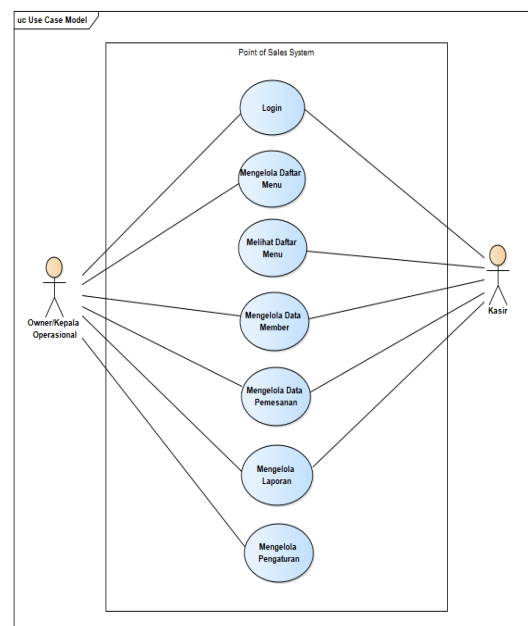 uc Use Case Model
Point of Sales System
Login
Mengelola Daftar
Menu
Melihat Daftar
Menu
Owner/Kepala
Operasional
Kasir
Mengelola Data
Member
Mengelola Data
Pemesanan
Mengelola
Laporan
Mengelola
Pengaturan